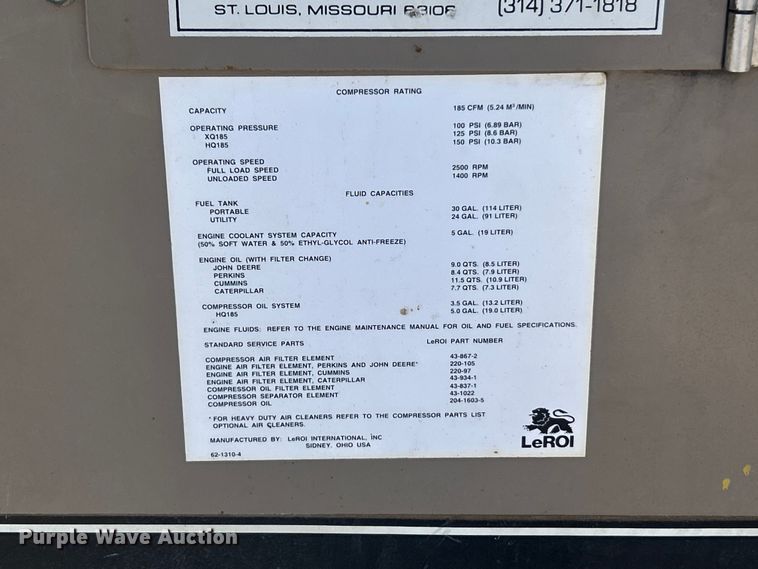 ST. LOUIS, MISSOURI 63106 (314) 371-1818
COMPRESSOR RATING
CAPACITY 185 CFM (5.24 M³/MIN)
OPERATING PRESSURE 100 PSI (6.89 BAR)
XQ185 125 PSI (8.6 BAR)
HQ185 150 PSI (10.3 BAR)
OPERATING SPEED
FULL LOAD SPEED 2500 RPM
UNLOADED SPEED 1400 RPM
FLUID CAPACITIES
FUEL TANK
PORTABLE 30 GAL. (114 LITER)
UTILITY 24 GAL. (91 LITER)
ENGINE COOLANT SYSTEM CAPACITY 5 GAL. (19 LITER)
(50% SOFT WATER & 50% ETHYL-GLYCOL ANTI-FREEZE)
ENGINE OIL (WITH FILTER CHANGE)
JOHN DEERE 9.0 QTS. (8.5 LITER)
PERKINS 8.4 QTS. (7.9 LITER)
CUMMINS 11.5 QTS. (10.9 LITER)
CATERPILLAR 7.7 QTS. (7.3 LITER)
COMPRESSOR OIL SYSTEM 3.5 GAL. (13.2 LITER)
HQ185 5.0 GAL. (19.0 LITER)
ENGINE FLUIDS: REFER TO THE ENGINE MAINTENANCE MANUAL FOR OIL AND FUEL SPECIFICATIONS.
STANDARD SERVICE PARTS LeROI PART NUMBER
COMPRESSOR AIR FILTER ELEMENT 43-867-2
ENGINE AIR FILTER ELEMENT, PERKINS AND JOHN DEERE* 220-105
ENGINE AIR FILTER ELEMENT, CUMMINS 220-97
ENGINE AIR FILTER ELEMENT, CATERPILLAR 43-934-1
COMPRESSOR OIL FILTER ELEMENT 43-837-1
COMPRESSOR SEPARATOR ELEMENT 43-1022
COMPRESSOR OIL 204-1603-5
*FOR HEAVY DUTY AIR CLEANERS REFER TO THE COMPRESSOR PARTS LIST
OPTIONAL AIR CLEANERS.
MANUFACTURED BY: LeROI INTERNATIONAL, INC
SIDNEY, OHIO USA
62-1310-4
LeROI
Purple Wave Auction